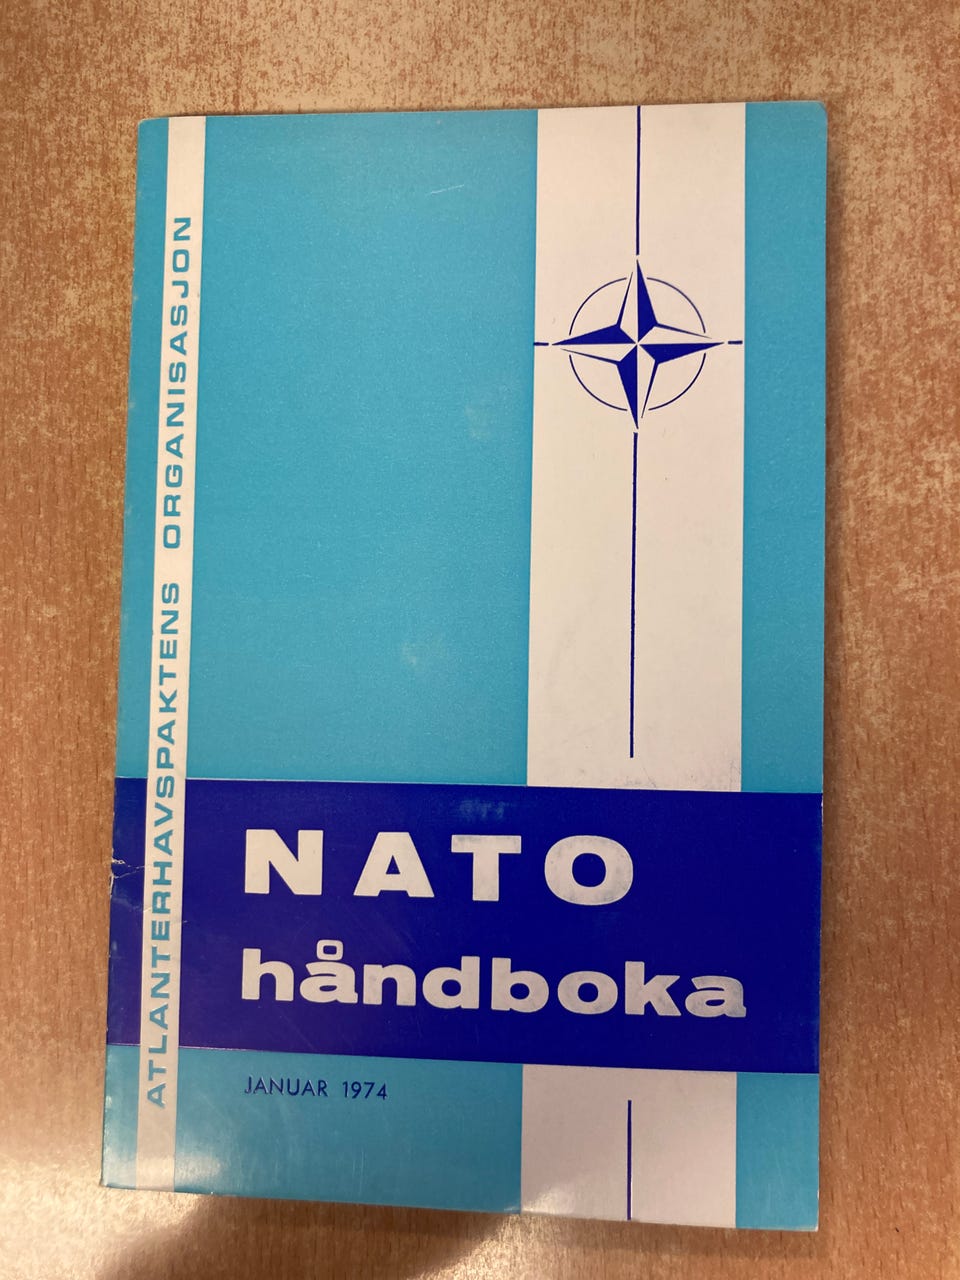 ATLANTERHAVSPAKTENS ORGANISASJON
NATO
håndboka
JANUAR 1974